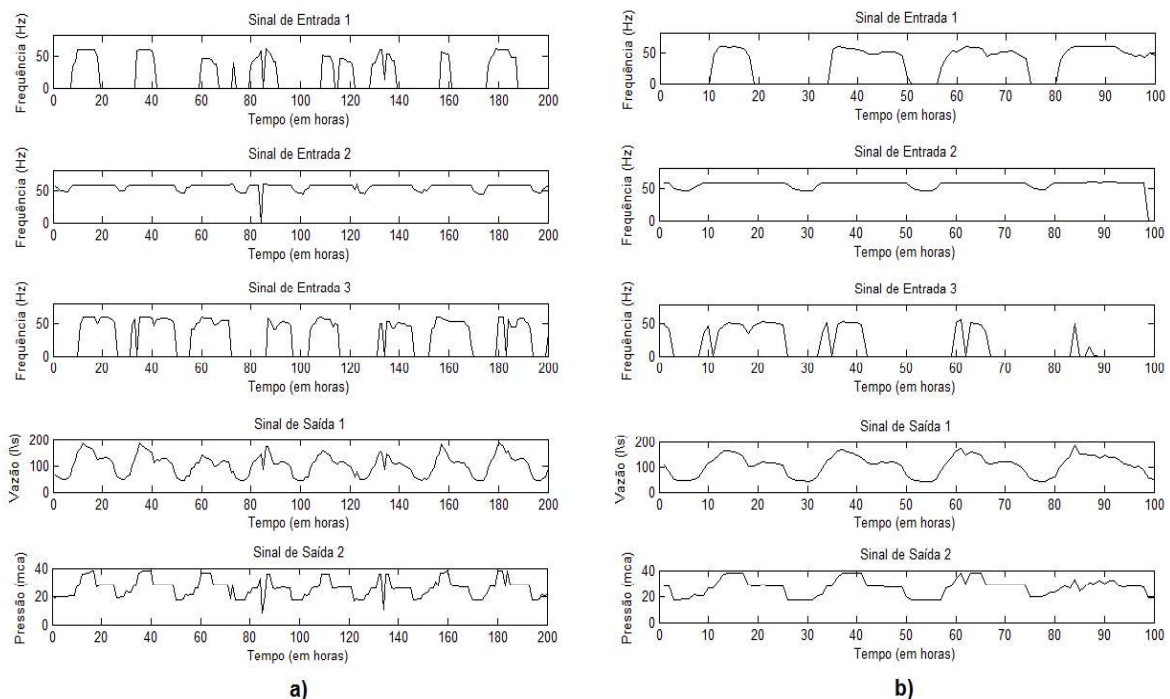 Sinal de Entrada 1
Frequência (Hz)
50
0
0 20 40 60 80 100 120 140 160 180 200
Tempo (em horas)
Sinal de Entrada 2
Frequência (Hz)
50
0
0 20 40 60 80 100 120 140 160 180 200
Tempo (em horas)
Sinal de Entrada 3
Frequência (Hz)
50
0
0 20 40 60 80 100 120 140 160 180 200
Tempo (em horas)
Sinal de Saída 1
Vazão (l\s)
200
100
0
0 20 40 60 80 100 120 140 160 180 200
Tempo (em horas)
Sinal de Saída 2
Pressão (mca)
40
20
0
0 20 40 60 80 100 120 140 160 180 200
Tempo (em horas)
a)
Sinal de Entrada 1
Frequência (Hz)
50
0
0 10 20 30 40 50 60 70 80 90 100
Tempo (em horas)
Sinal de Entrada 2
Frequência (Hz)
50
0
0 10 20 30 40 50 60 70 80 90 100
Tempo (em horas)
Sinal de Entrada 3
Frequência (Hz)
50
0
0 10 20 30 40 50 60 70 80 90 100
Tempo (em horas)
Sinal de Saída 1
Vazão (l\s)
200
100
0
0 10 20 30 40 50 60 70 80 90 100
Tempo (em horas)
Sinal de Saída 2
Pressão (mca)
40
20
0
0 10 20 30 40 50 60 70 80 90 100
Tempo (em horas)
b)